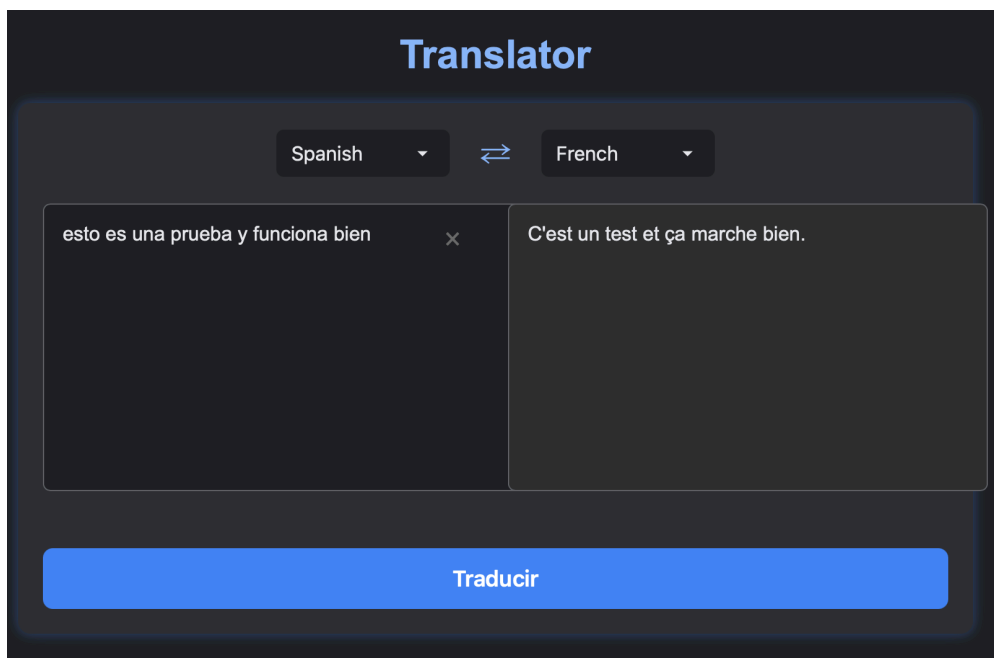 Translator
Spanish
French
esto es una prueba y funciona bien
C'est un test et ça marche bien.
Traducir